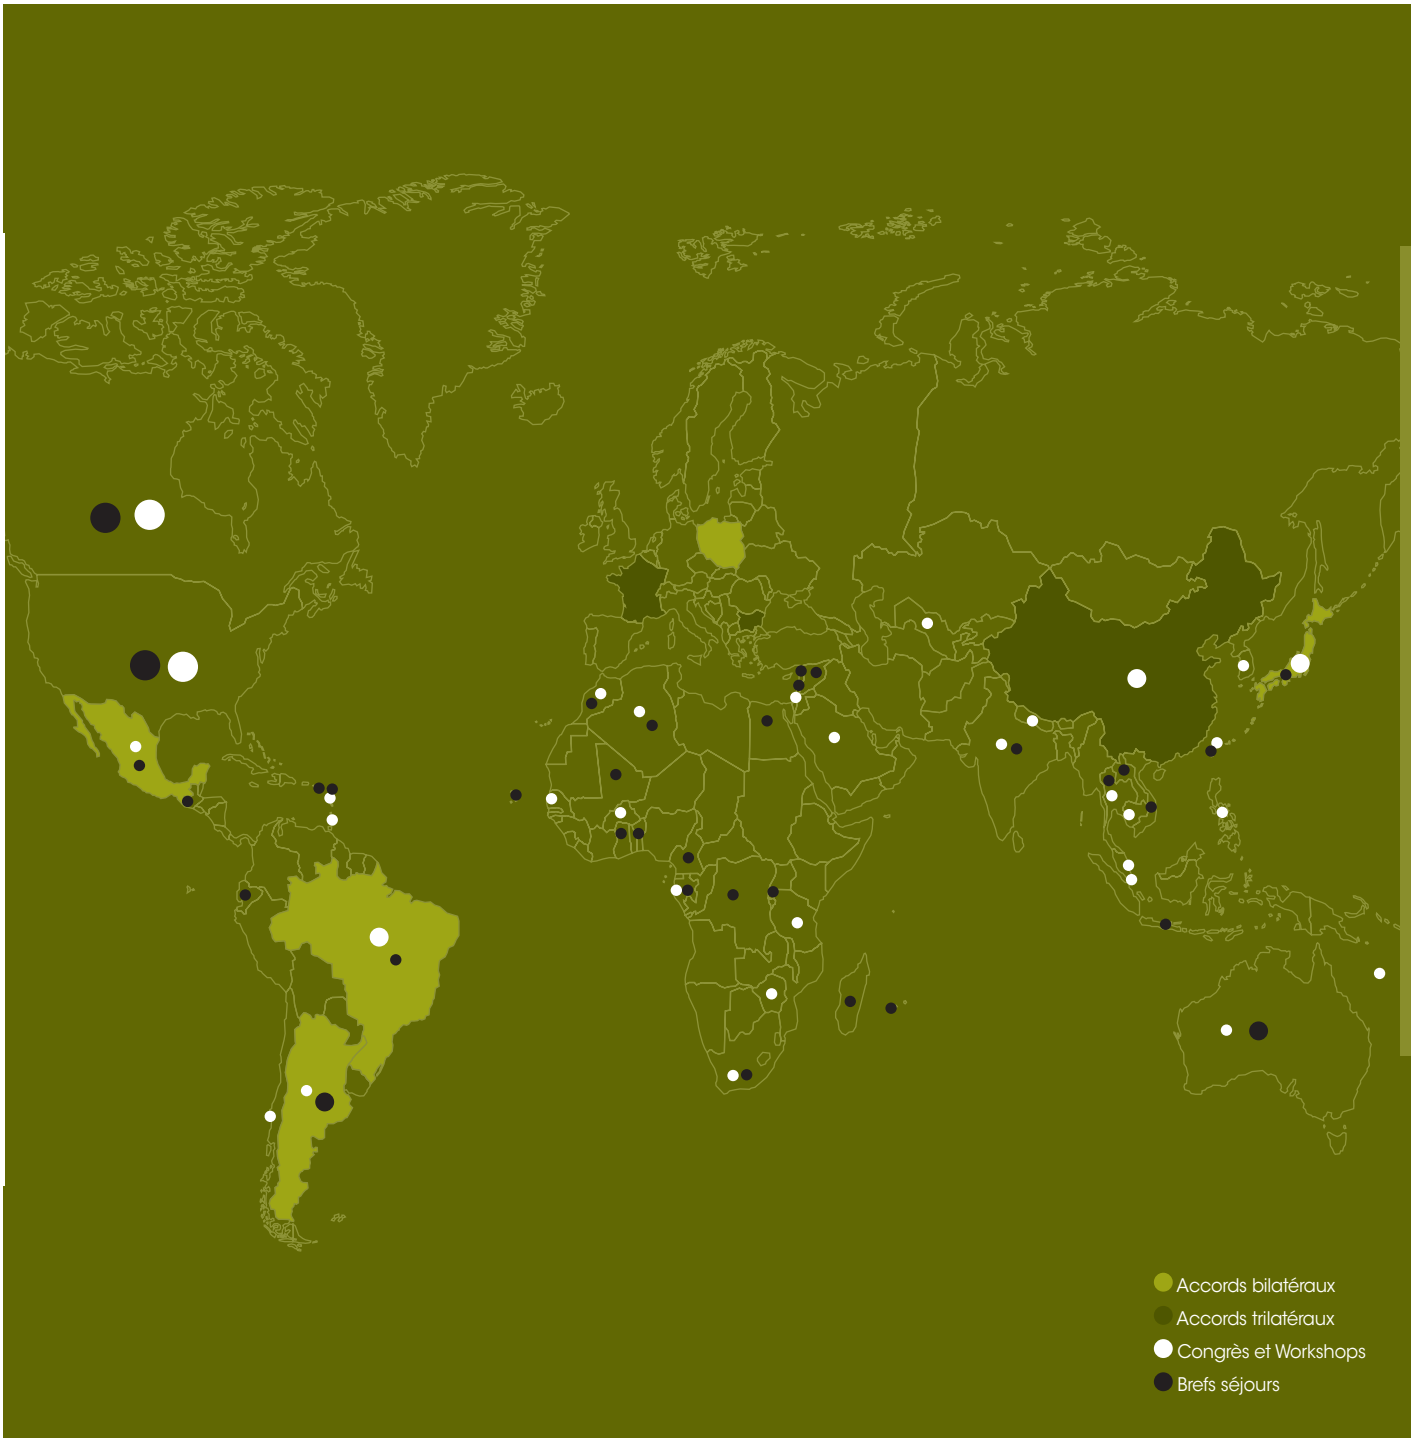 Accords bilatéraux
Accords trilatéraux
Congrès et Workshops
Brefs séjours